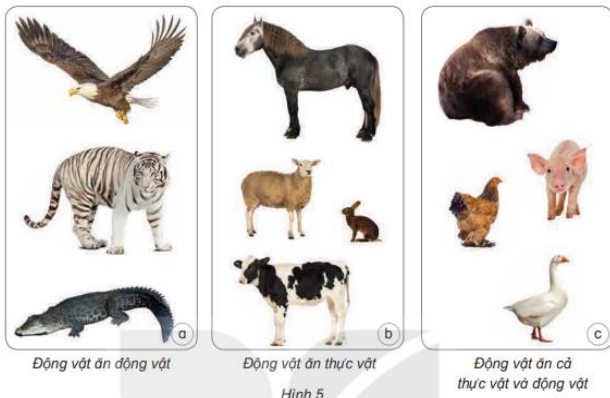 a
b
c
Động vật ăn động vật
Động vật ăn thực vật
Động vật ăn cả
thực vật và động vật
Hình 5